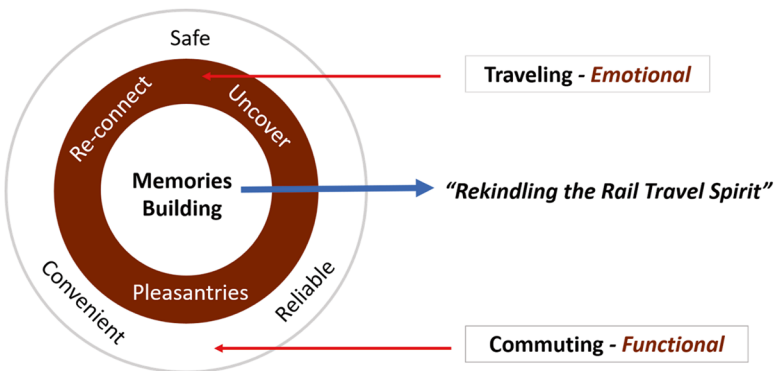 Safe
Re-connect
Uncover
Memories
Building
Pleasantries
Convenient
Reliable
Traveling - Emotional
“Rekindling the Rail Travel Spirit”
Commuting - Functional